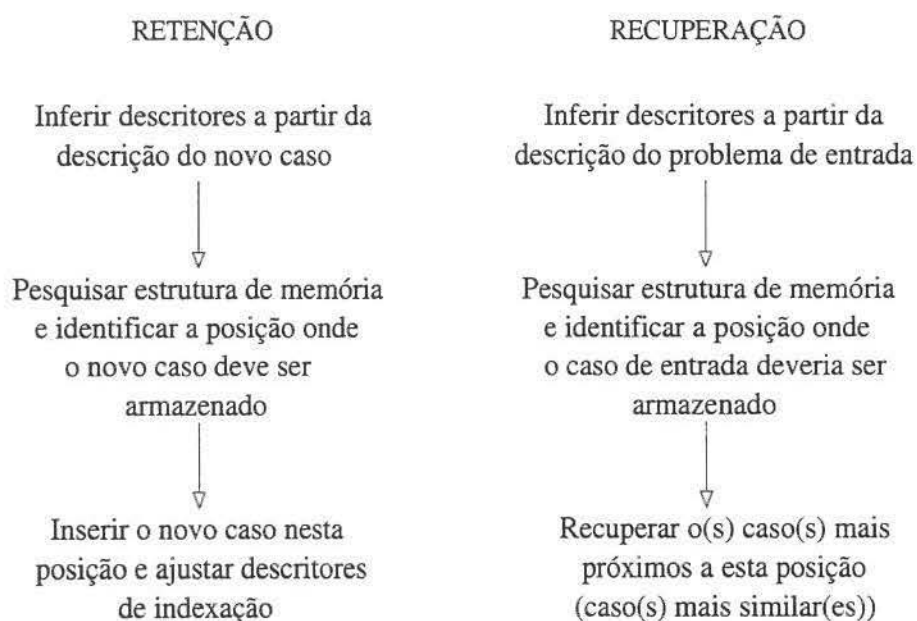 RETENÇÃO
Inferir descritores a partir da
descrição do novo caso
Pesquisar estrutura de memória
e identificar a posição onde
o novo caso deve ser
armazenado
Inserir o novo caso nesta
posição e ajustar descritores
de indexação
RECUPERAÇÃO
Inferir descritores a partir da
descrição do problema de entrada
Pesquisar estrutura de memória
e identificar a posição onde
o caso de entrada deveria ser
armazenado
Recuperar o(s) caso(s) mais
próximos a esta posição
(caso(s) mais similar(es))